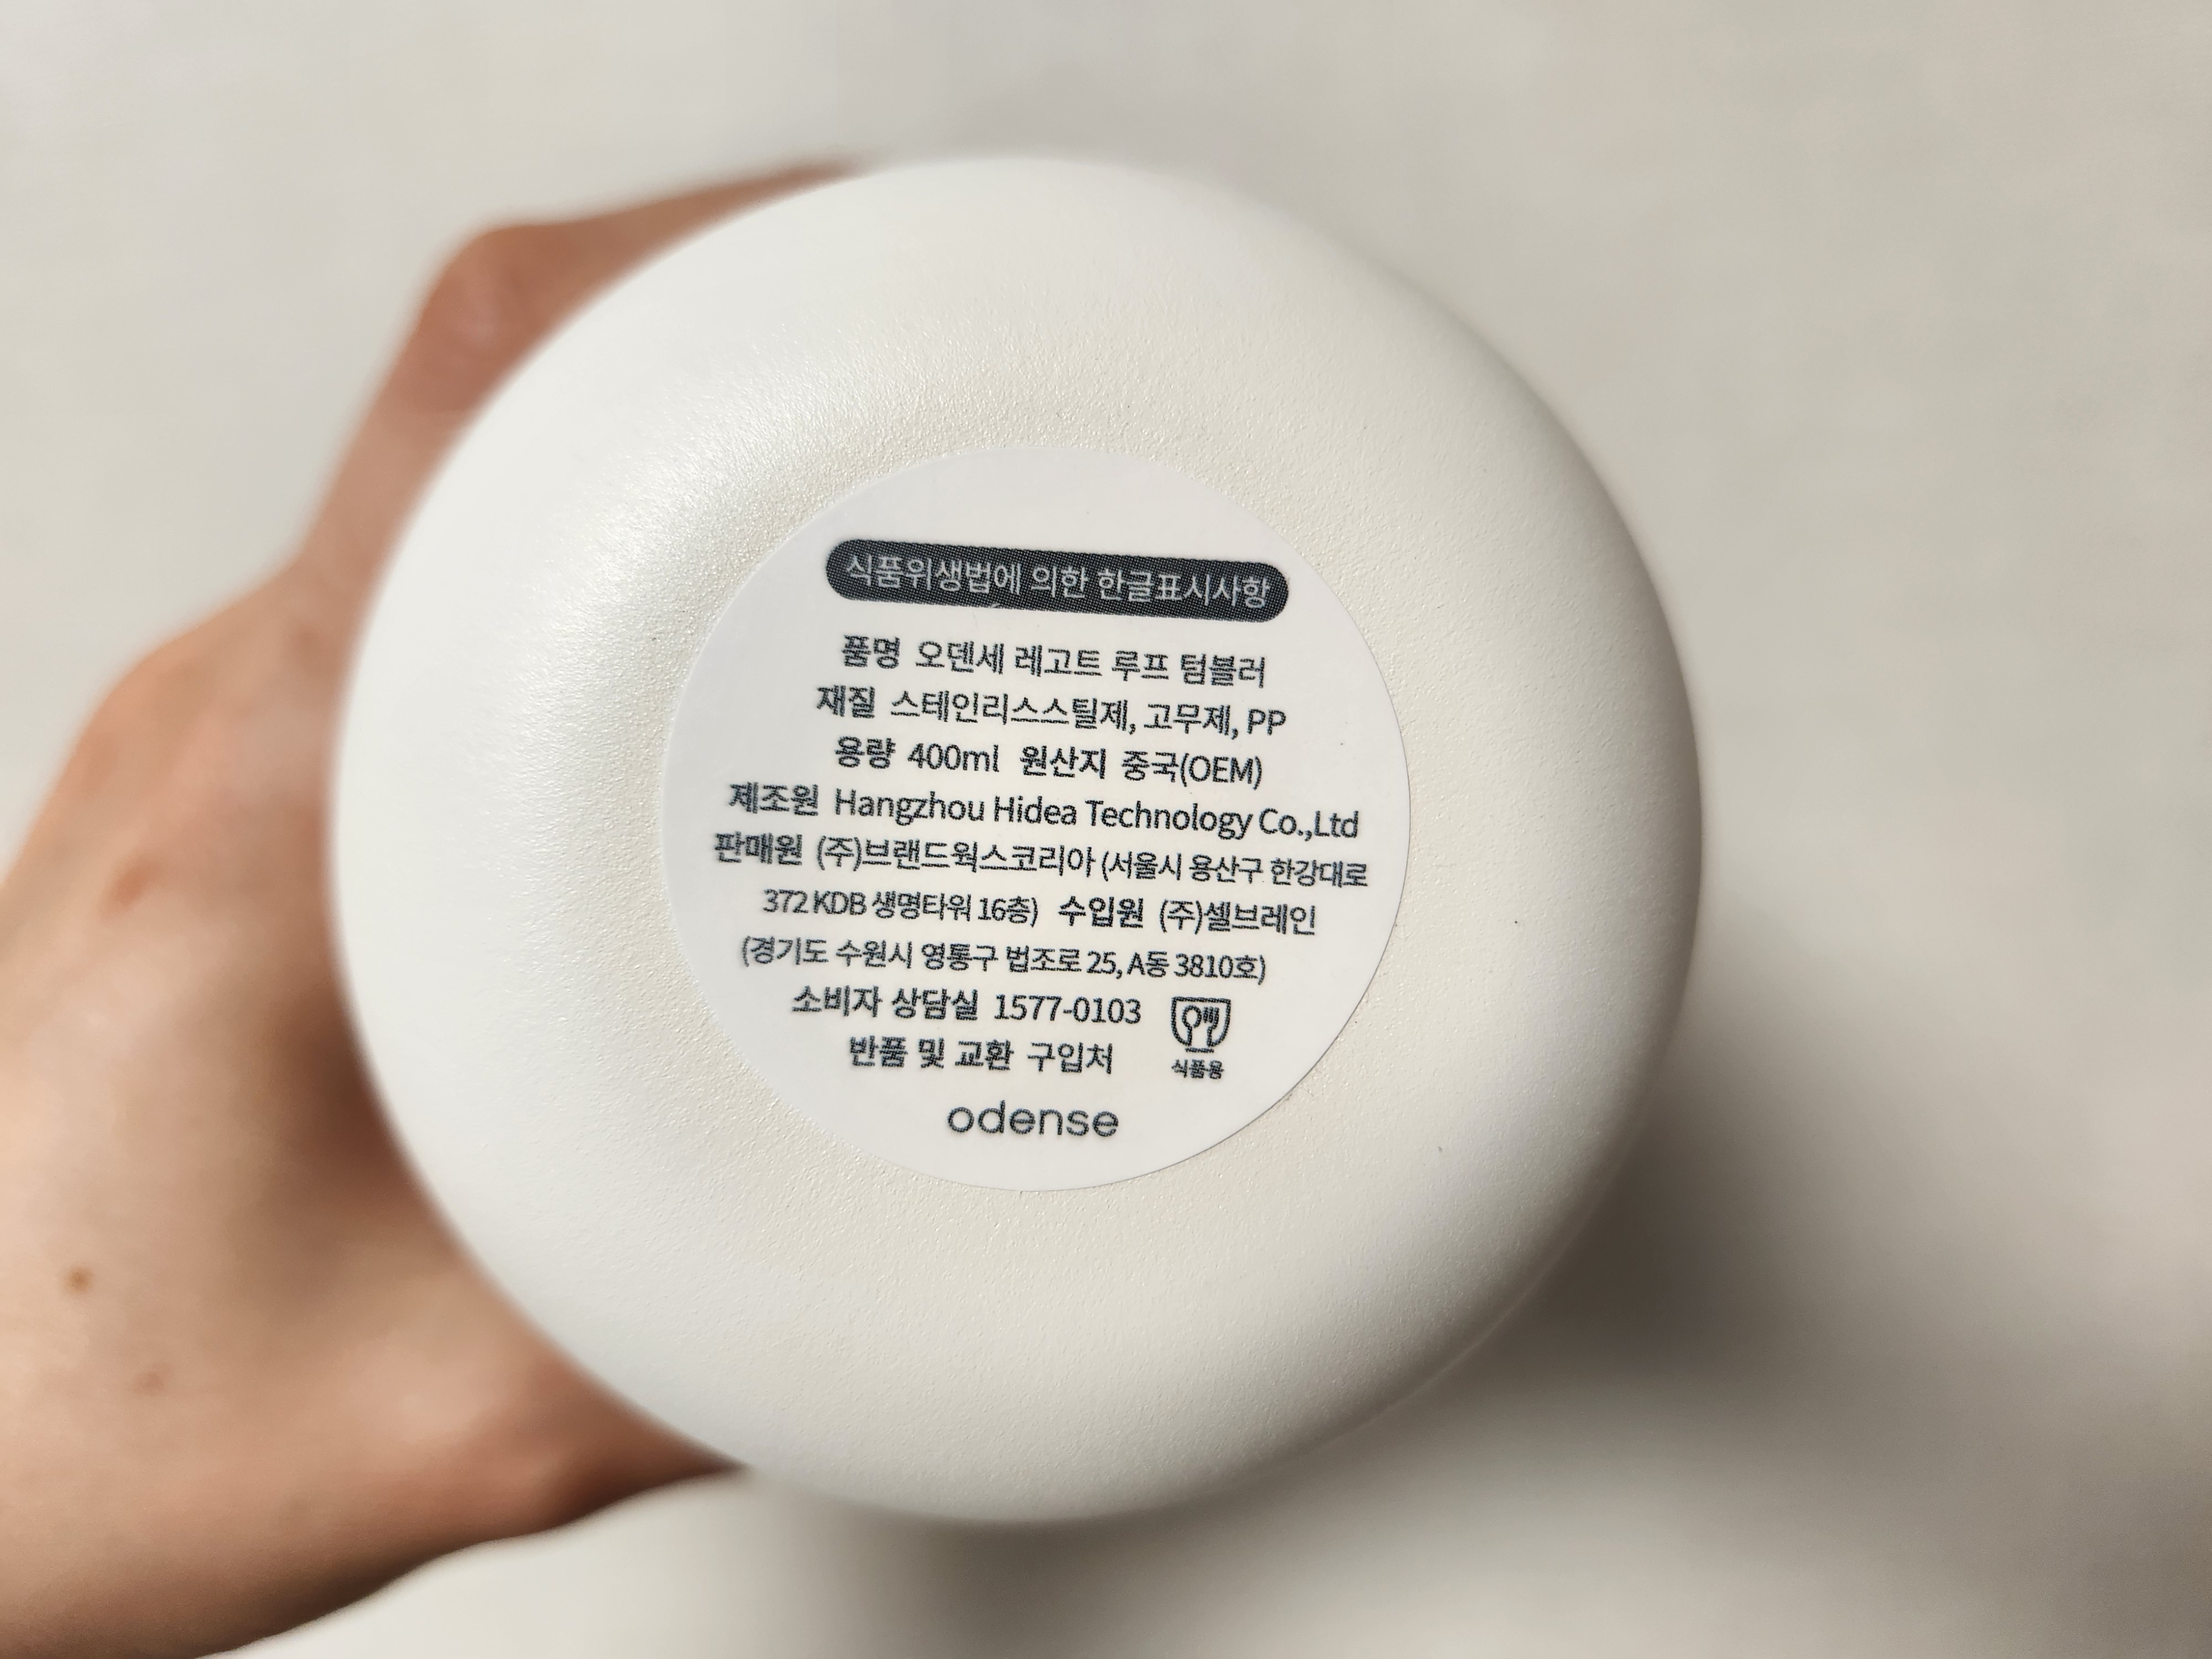 식품위생법에 의한 한글표시사항
품명 오덴세 레고트 루프 텀블러
재질 스테인리스스틸제, 고무제, PP
용량 400ml 원산지 중국(OEM)
제조원 Hangzhou Hidea Technology Co.,Ltd
판매원 (주)브랜드웍스코리아 (서울시 용산구 한강대로
372 KDB 생명타워 16층) 수입원 (주)셀브레인
(경기도 수원시 영통구 법조로 25, A동 3810호)
소비자 상담실 1577-0103
반품 및 교환 구입처
식품용
odense